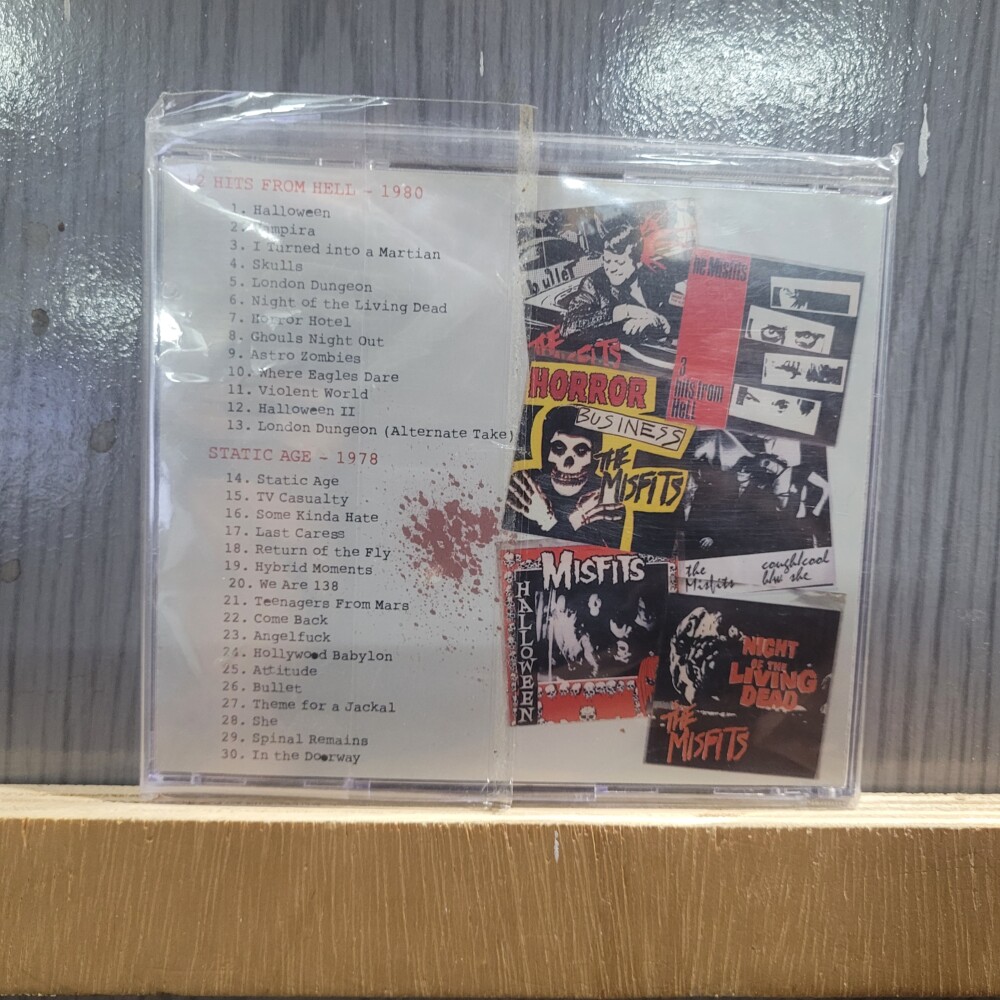 12 HITS FROM HELL - 1980
1. Halloween
2. Vampira
3. I Turned into a Martian
4. Skulls
5. London Dungeon
6. Night of the Living Dead
7. Horror Hotel
8. Ghouls Night Out
9. Astro Zombies
10. Where Eagles Dare
11. Violent World
12. Halloween II
13. London Dungeon (Alternate Take)
STATIC AGE - 1978
14. Static Age
15. TV Casualty
16. Some Kinda Hate
17. Last Caress
18. Return of the Fly
19. Hybrid Moments
20. We Are 138
21. Teenagers From Mars
22. Come Back
23. Angelfuck
24. Hollywood Babylon
25. Attitude
26. Bullet
27. Theme for a Jackal
28. She
29. Spinal Remains
30. In the Doorway
bullet
THE MISFITS
The Misfits
3
Hits from
Hell
HORROR
BUSINESS
THE
MISFITS
the
Misfits
cough/cool
b/w she
MISFITS
HALLOWEEN
NIGHT
OF THE
LIVING
DEAD
THE
MISFITS